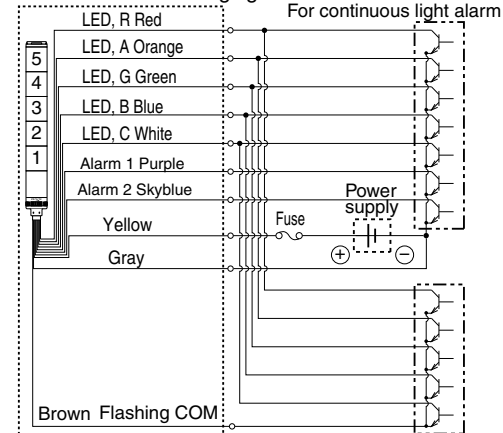 For continuous light alarm
LED, R Red
LED, A Orange
LED, G Green
LED, B Blue
LED, C White
Alarm 1 Purple
Alarm 2 Skyblue
Yellow
Gray
5
4
3
2
1
Fuse
Power
supply
+
−
Brown Flashing COM